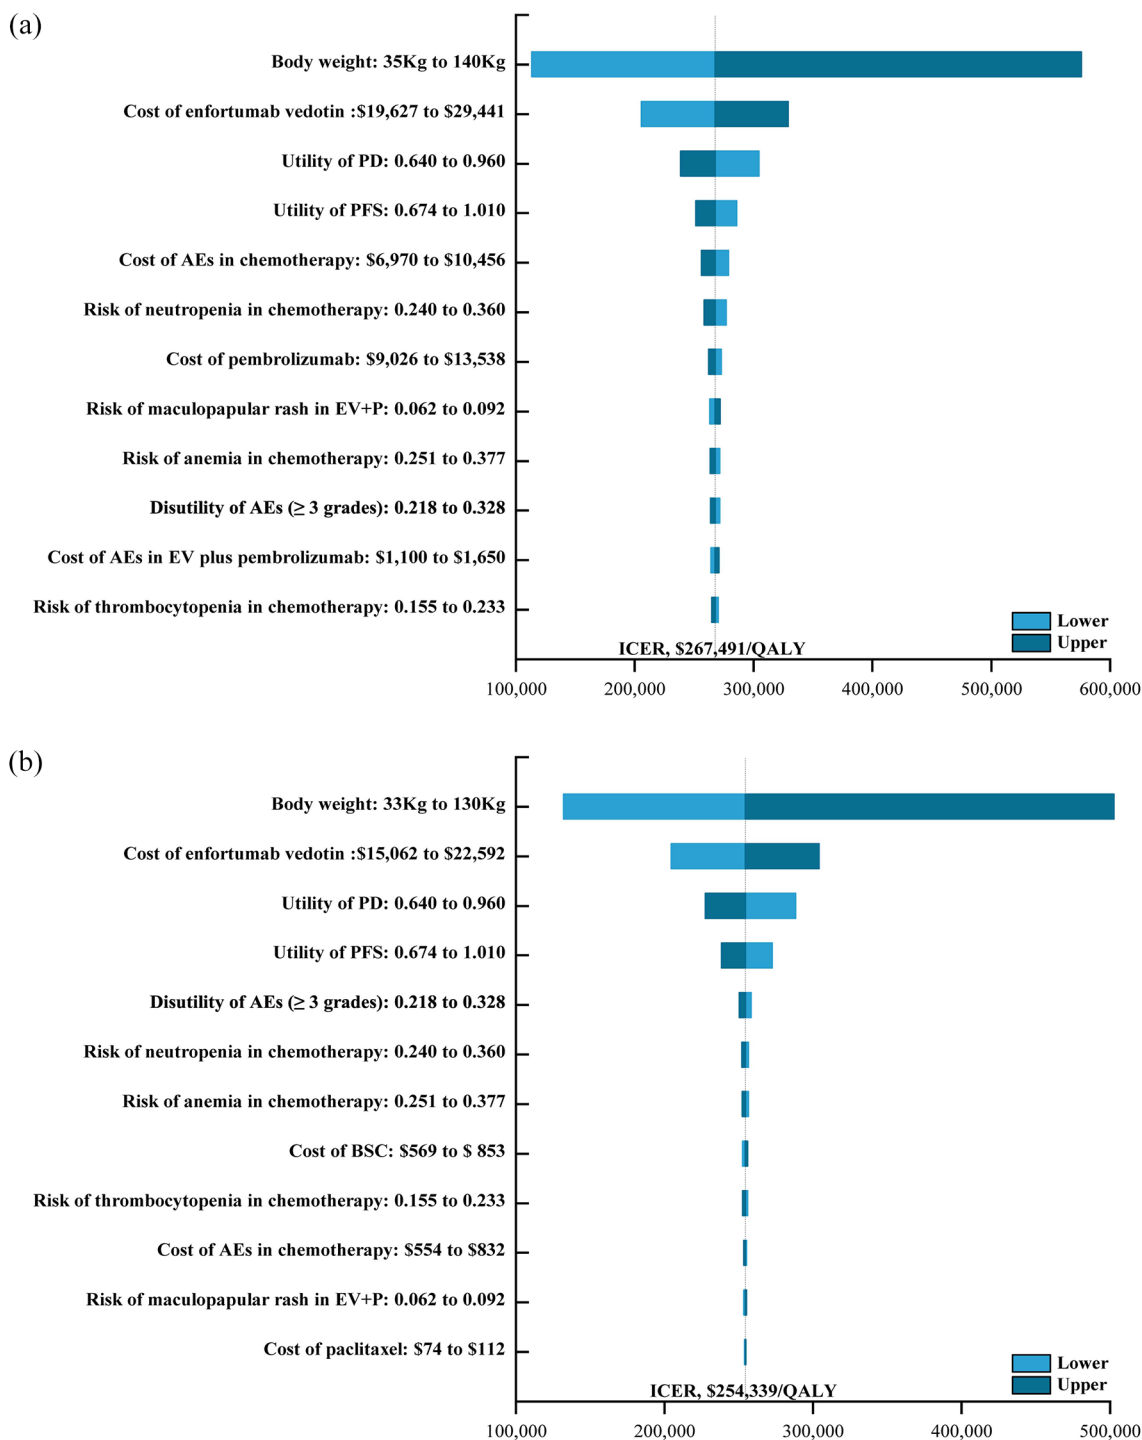 (a)
Body weight: 35Kg to 140Kg
Cost of enfortumab vedotin :$19,627 to $29,441
Utility of PD: 0.640 to 0.960
Utility of PFS: 0.674 to 1.010
Cost of AEs in chemotherapy: $6,970 to $10,456
Risk of neutropenia in chemotherapy: 0.240 to 0.360
Cost of pembrolizumab: $9,026 to $13,538
Risk of maculopapular rash in EV+P: 0.062 to 0.092
Risk of anemia in chemotherapy: 0.251 to 0.377
Disutility of AEs (≥ 3 grades): 0.218 to 0.328
Cost of AEs in EV plus pembrolizumab: $1,100 to $1,650
Risk of thrombocytopenia in chemotherapy: 0.155 to 0.233
Lower
Upper
ICER, $267,491/QALY
100,000 200,000 300,000 400,000 500,000 600,000
(b)
Body weight: 33Kg to 130Kg
Cost of enfortumab vedotin :$15,062 to $22,592
Utility of PD: 0.640 to 0.960
Utility of PFS: 0.674 to 1.010
Disutility of AEs (≥ 3 grades): 0.218 to 0.328
Risk of neutropenia in chemotherapy: 0.240 to 0.360
Risk of anemia in chemotherapy: 0.251 to 0.377
Cost of BSC: $569 to $ 853
Risk of thrombocytopenia in chemotherapy: 0.155 to 0.233
Cost of AEs in chemotherapy: $554 to $832
Risk of maculopapular rash in EV+P: 0.062 to 0.092
Cost of paclitaxel: $74 to $112
Lower
Upper
ICER, $254,339/QALY
100,000 200,000 300,000 400,000 500,000